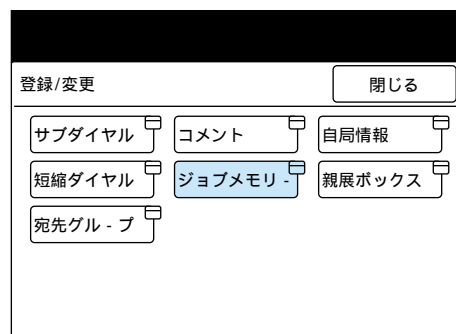 登録/変更 閉じる
サブダイヤル コメント 自局情報
短縮ダイヤル ジョブメモリ - 親展ボックス
宛先グル - プ